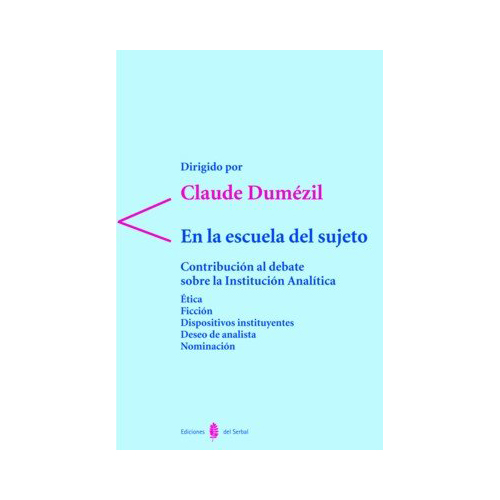 Dirigido por
Claude Dumézil
En la escuela del sujeto
Contribución al debate
sobre la Institución Analítica
Ética
Ficción
Dispositivos instituyentes
Deseo de analista
Nominación
Ediciones del Serbal